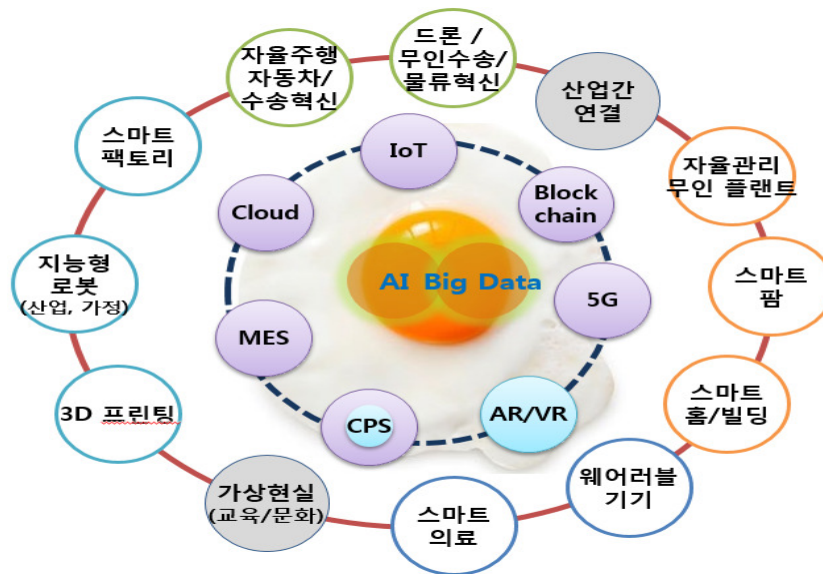 드론 /
무인수송/
물류혁신
자율주행
자동차/
수송혁신
산업간
연결
스마트
팩토리
IoT
자율관리
무인 플랜트
Cloud
Block
chain
지능형
로봇
(산업, 가정)
AI Big Data
5G
스마트
팜
MES
3D 프린팅
CPS
AR/VR
스마트
홈/빌딩
가상현실
(교육/문화)
스마트
의료
웨어러블
기기